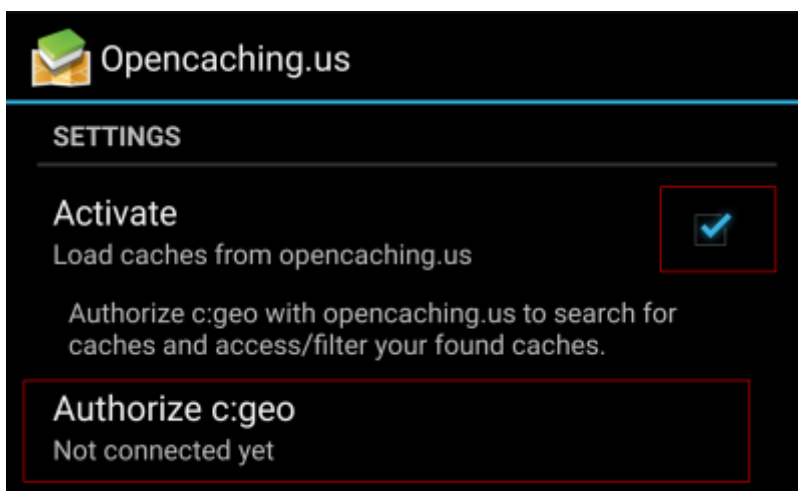 Opencaching.us
SETTINGS
Activate
Load caches from opencaching.us
Authorize c:geo with opencaching.us to search for
caches and access/filter your found caches.
Authorize c:geo
Not connected yet